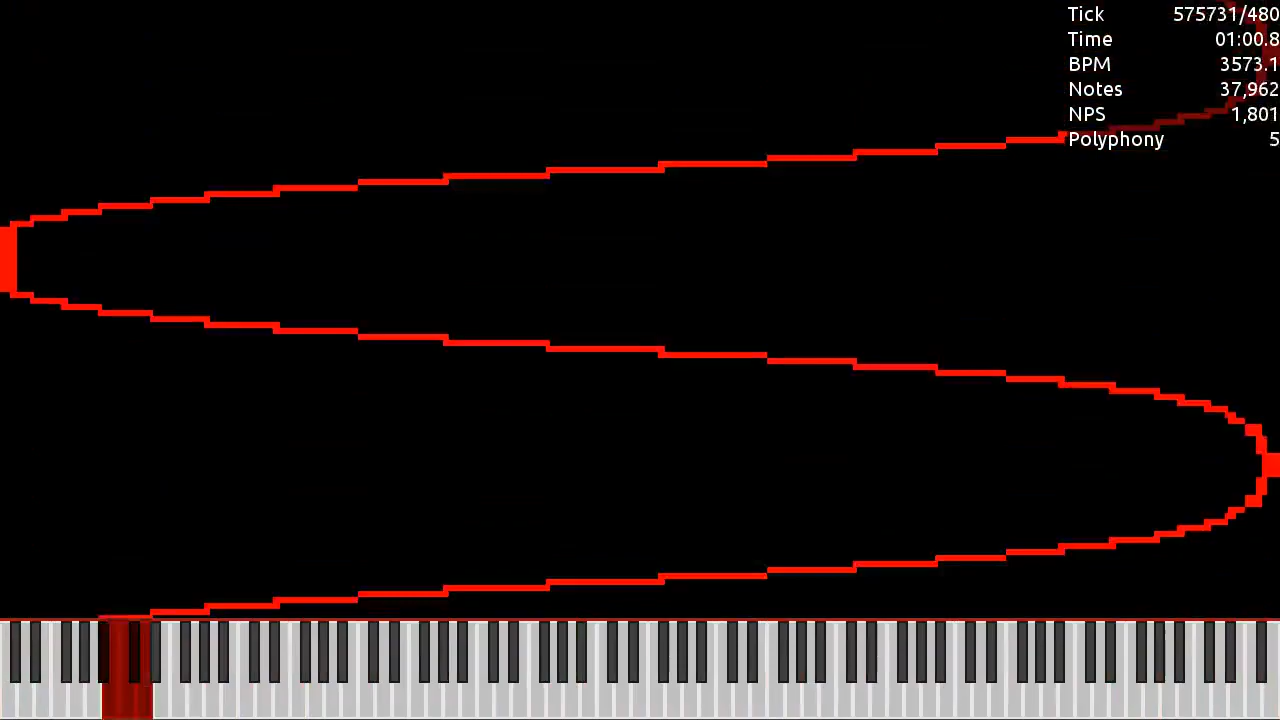 Tick 575731/480
Time 01:00.8
BPM 3573.1
Notes 37,962
NPS 1,801
Polyphony 5